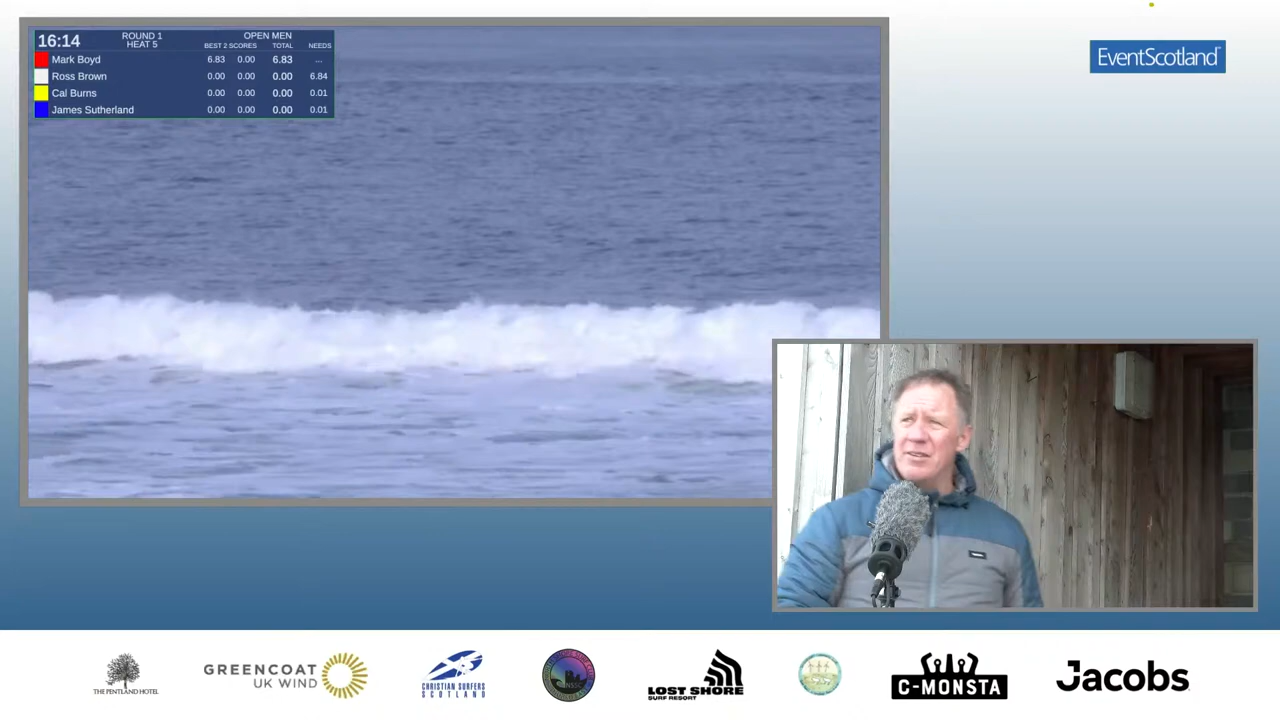 16:14
ROUND 1
HEAT 5
OPEN MEN
BEST 2 SCORES TOTAL NEEDS
Mark Boyd 6.83 0.00 6.83 ...
Ross Brown 0.00 0.00 0.00 6.84
Cal Burns 0.00 0.00 0.00 0.01
James Sutherland 0.00 0.00 0.00 0.01
EventScotland
THE PENTLAND HOTEL
GREENCOAT
UK WIND
CHRISTIAN SURFERS
SCOTLAND
LOST SHORE
SURF RESORT
C-MONSTA
Jacobs